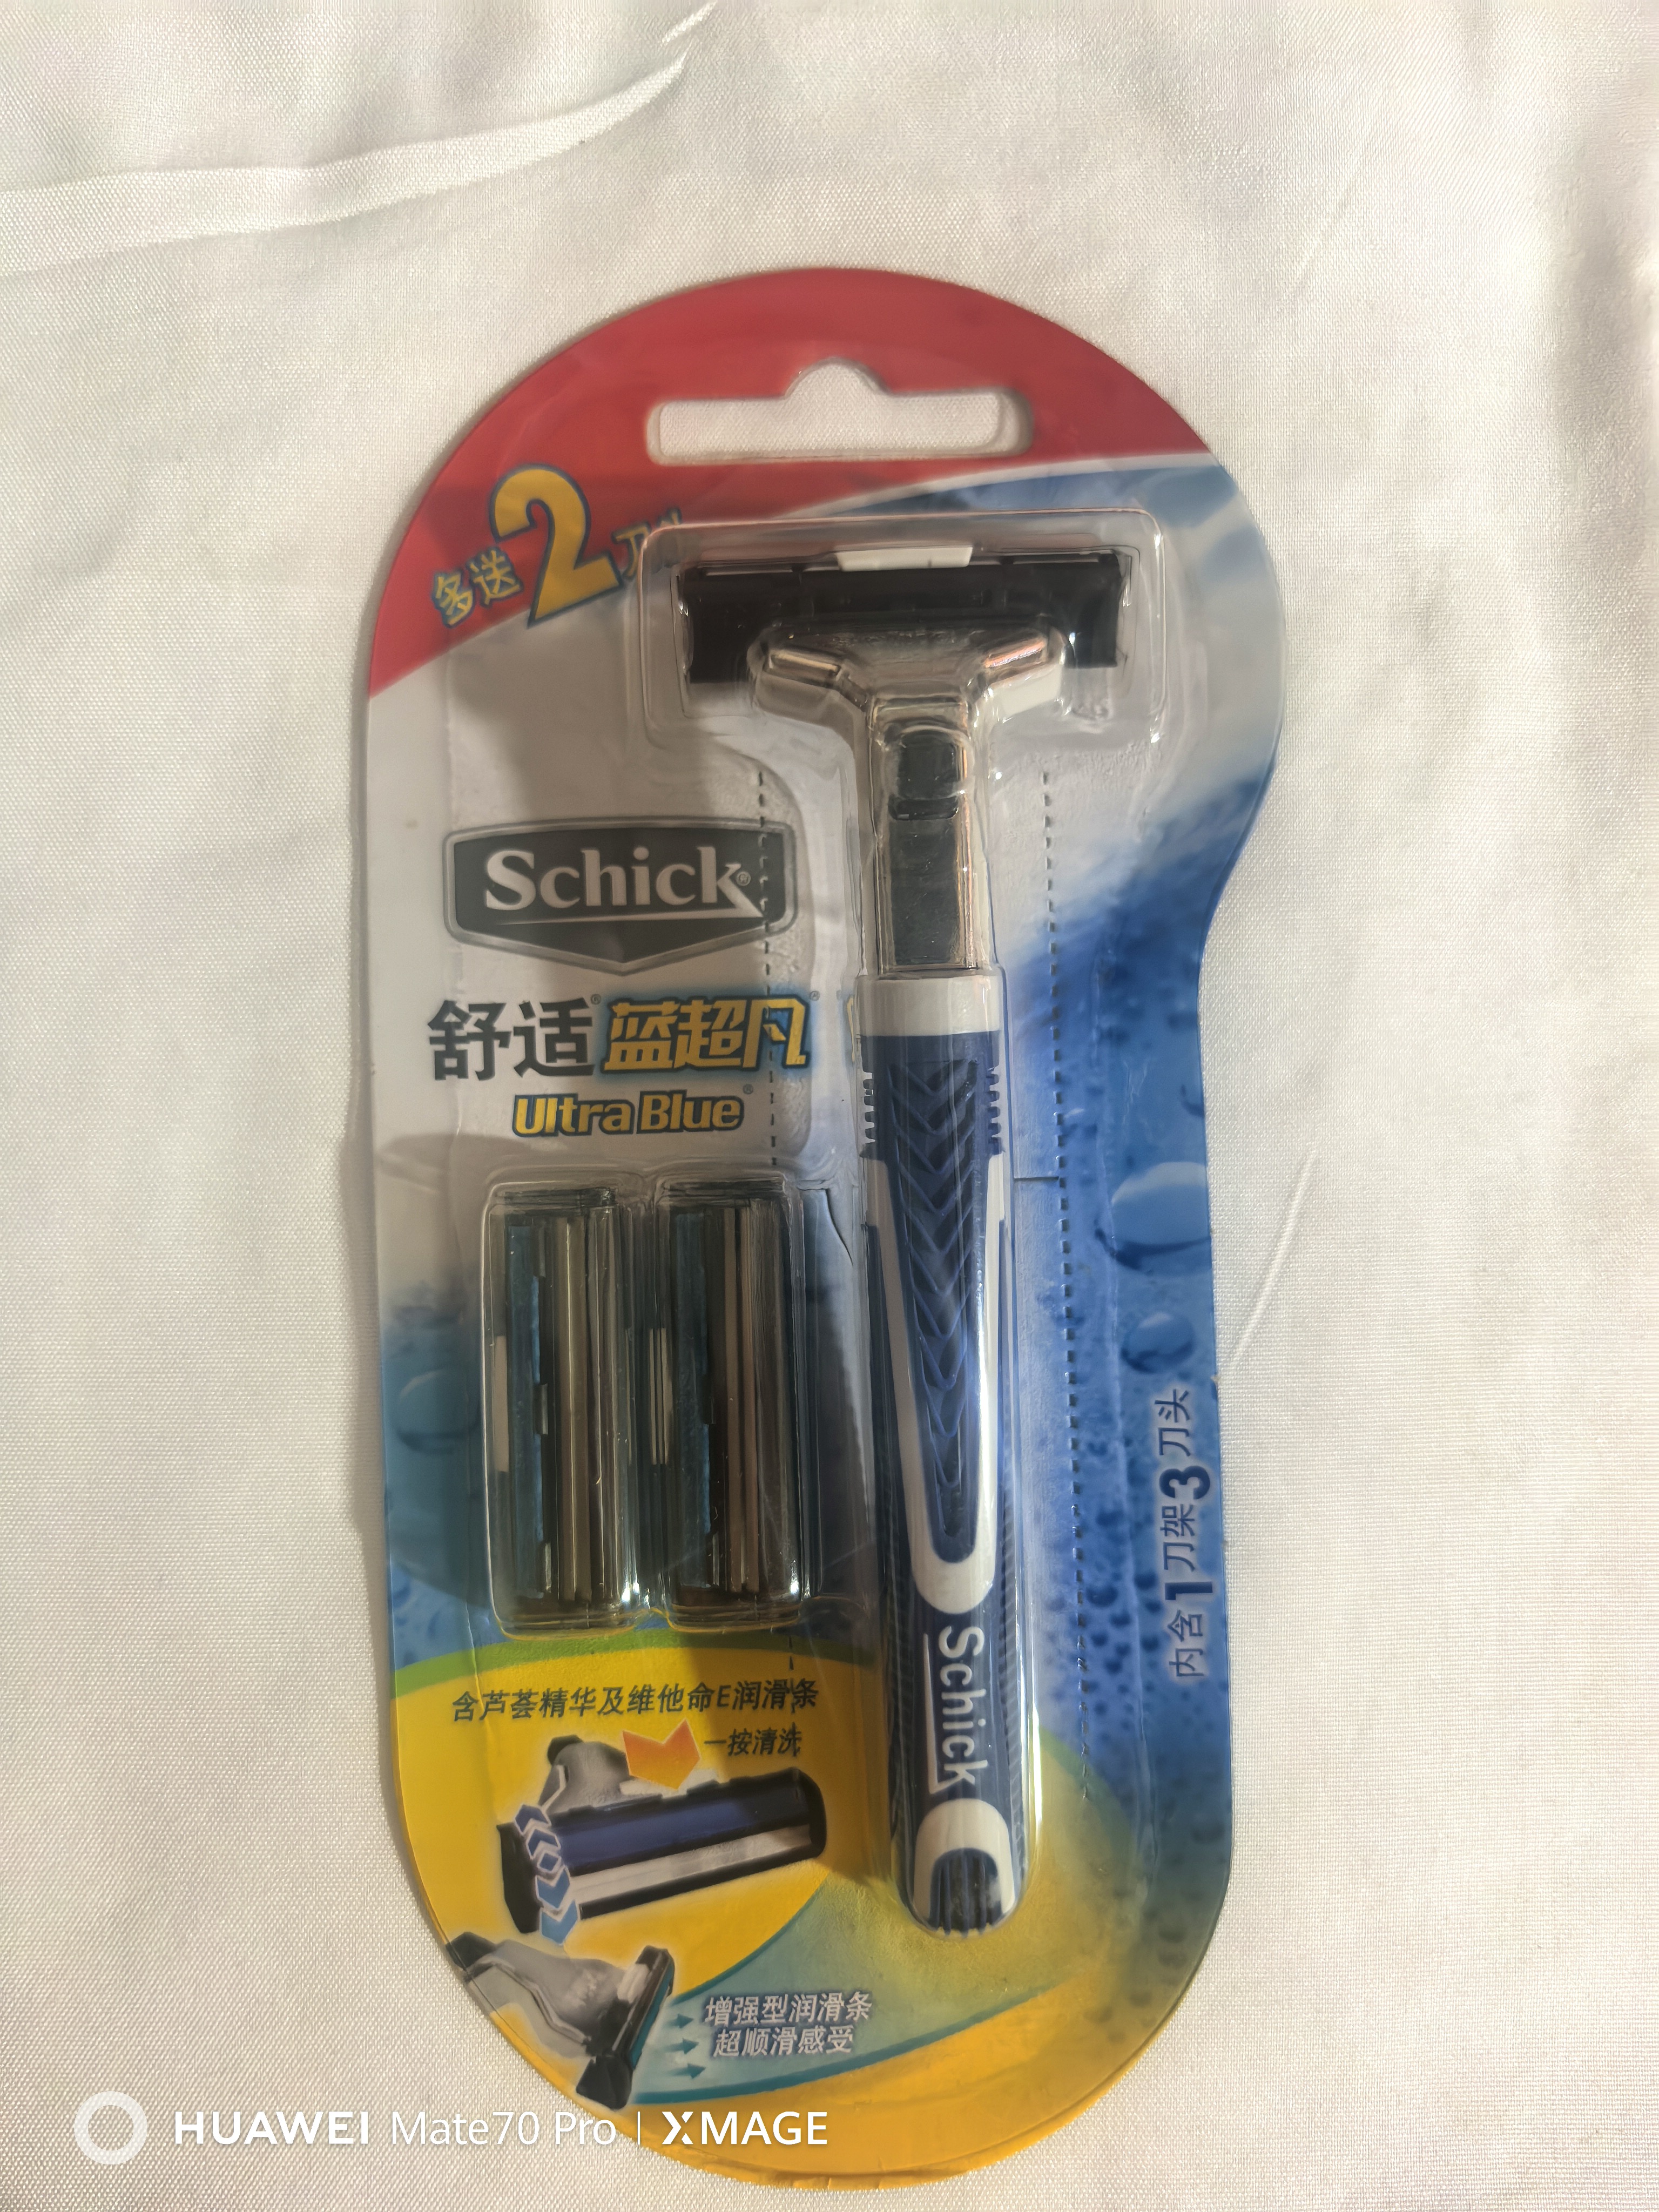 多送2刀
Schick®
舒适®蓝超凡®
Ultra Blue®
内含1刀架3刀头
Schick
含芦荟精华及维他命E润滑条
一按清洗
增强型润滑条
超顺滑感受
HUAWEI Mate70 Pro | XMAGE